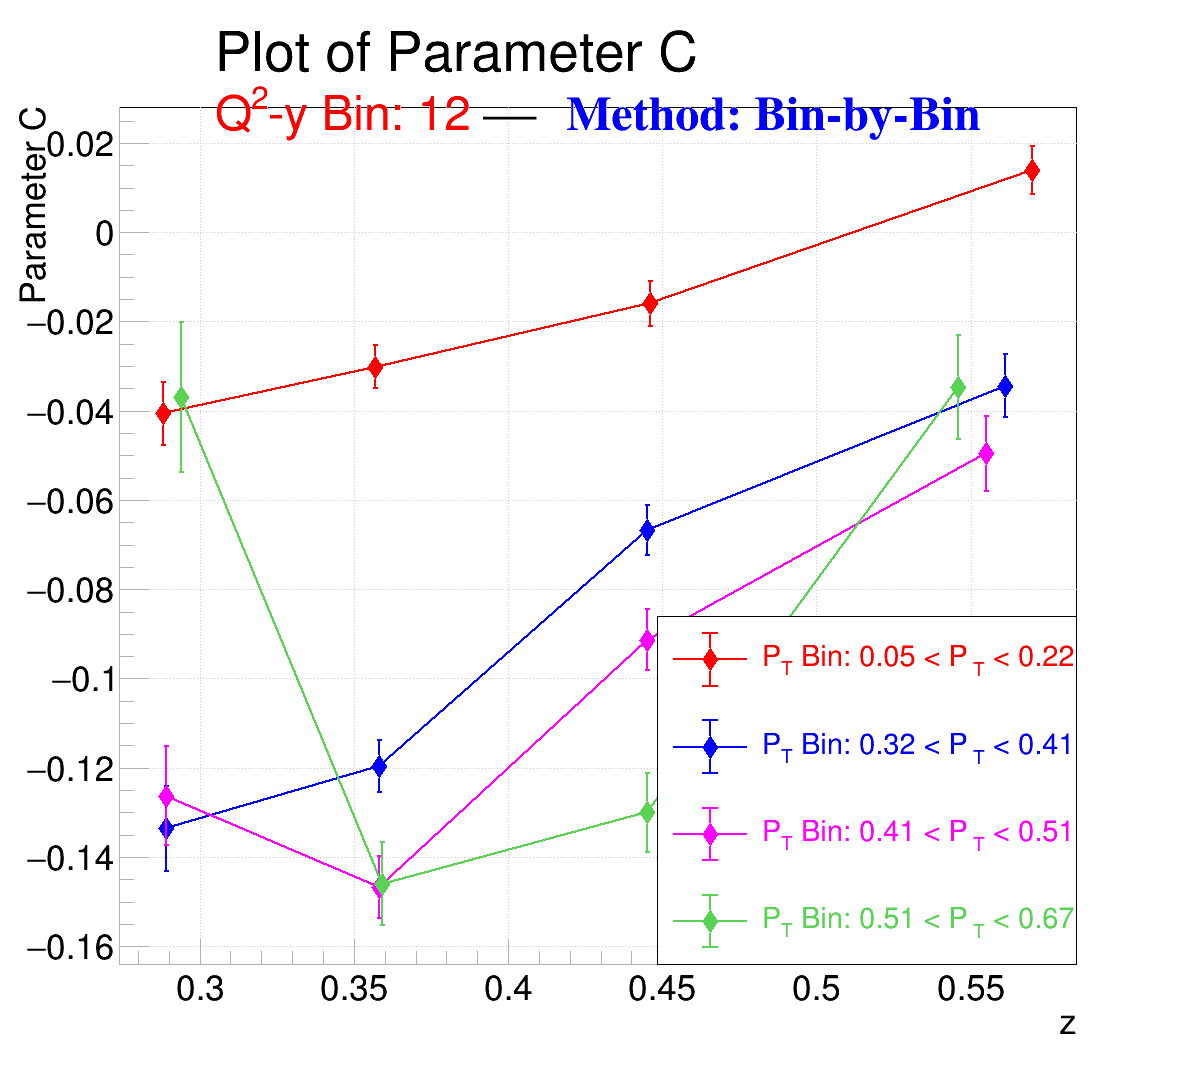 Plot of Parameter C
Q²-y Bin: 12 — Method: Bin-by-Bin
Parameter C
0.02
0
−0.02
−0.04
−0.06
−0.08
−0.1
−0.12
−0.14
−0.16
P_T Bin: 0.05 < P_T < 0.22
P_T Bin: 0.32 < P_T < 0.41
P_T Bin: 0.41 < P_T < 0.51
P_T Bin: 0.51 < P_T < 0.67
0.3 0.35 0.4 0.45 0.5 0.55
z